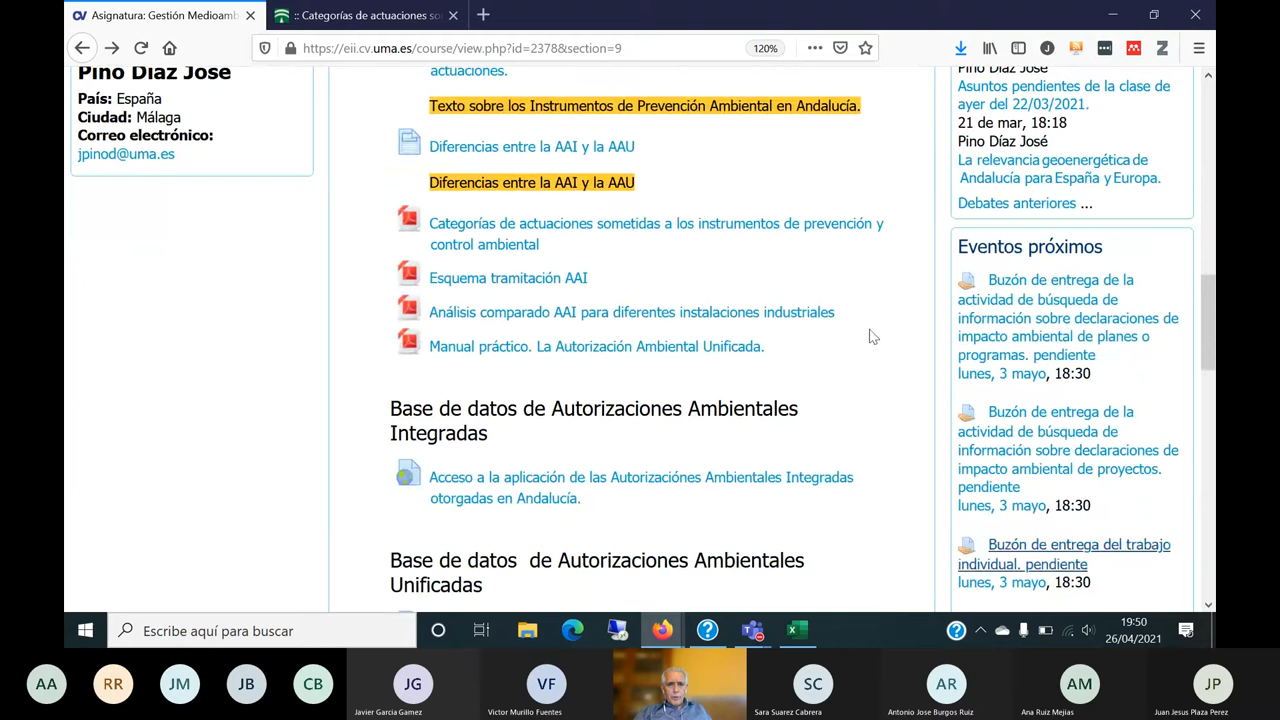 Asignatura: Gestión Medioamb
:: Categorías de actuaciones so
https://eii.cv.uma.es/course/view.php?id=2378&section=9
120%
Pino Díaz José
País: España
Ciudad: Málaga
Correo electrónico:
jpinod@uma.es
actuaciones.
Texto sobre los Instrumentos de Prevención Ambiental en Andalucía.
Diferencias entre la AAI y la AAU
Diferencias entre la AAI y la AAU
Categorías de actuaciones sometidas a los instrumentos de prevención y
control ambiental
Esquema tramitación AAI
Análisis comparado AAI para diferentes instalaciones industriales
Manual práctico. La Autorización Ambiental Unificada.
Base de datos de Autorizaciones Ambientales
Integradas
Acceso a la aplicación de las Autorizaciónes Ambientales Integradas
otorgadas en Andalucía.
Base de datos de Autorizaciones Ambientales
Unificadas
Pino Díaz José
Asuntos pendientes de la clase de
ayer del 22/03/2021.
21 de mar, 18:18
Pino Díaz José
La relevancia geoenergética de
Andalucía para España y Europa.
Debates anteriores ...
Eventos próximos
Buzón de entrega de la
actividad de búsqueda de
información sobre declaraciones de
impacto ambiental de planes o
programas. pendiente
lunes, 3 mayo, 18:30
Buzón de entrega de la
actividad de búsqueda de
información sobre declaraciones de
impacto ambiental de proyectos.
pendiente
lunes, 3 mayo, 18:30
Buzón de entrega del trabajo
individual. pendiente
lunes, 3 mayo, 18:30
Escribe aquí para buscar
19:50
26/04/2021
AA
RR
JM
JB
CB
JG
Javier Garcia Gamez
VF
Victor Murillo Fuentes
SC
Sara Suarez Cabrera
AR
Antonio Jose Burgos Ruiz
AM
Ana Ruiz Mejias
JP
Juan Jesus Plaza Perez